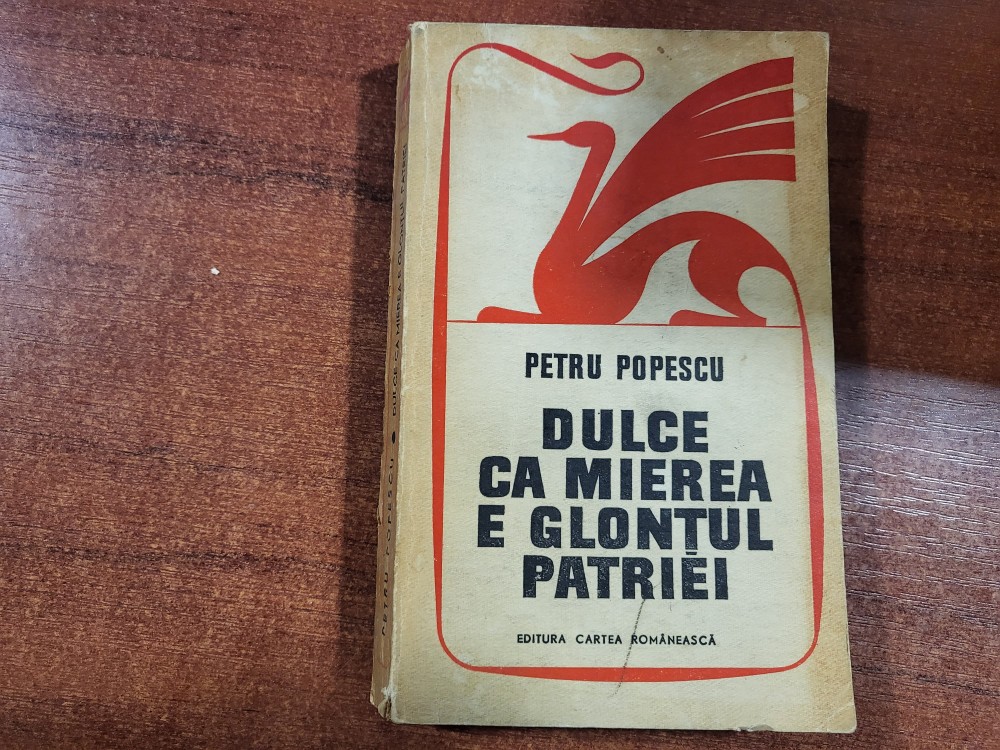 PETRU POPESCU
DULCE
CA MIEREA
E GLONȚUL
PATRIEI
EDITURA CARTEA ROMÂNEASCĂ
PETRU POPESCU • DULCE CA MIEREA E GLONȚUL PATRIEI